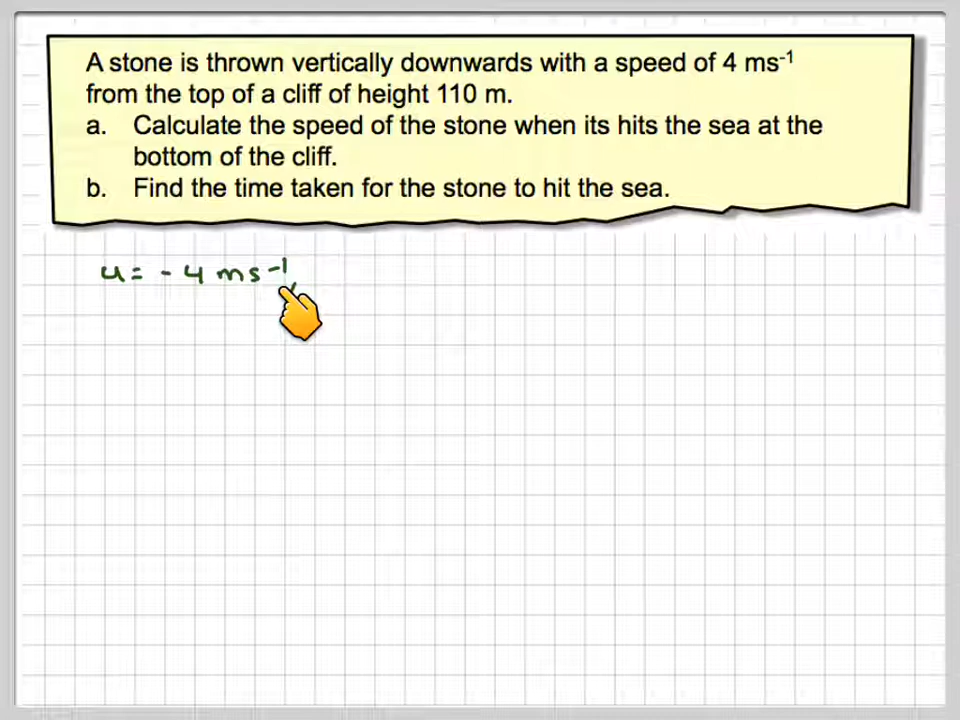 A stone is thrown vertically downwards with a speed of 4 ms⁻¹
from the top of a cliff of height 110 m.
a. Calculate the speed of the stone when its hits the sea at the
bottom of the cliff.
b. Find the time taken for the stone to hit the sea.
u = - 4 ms⁻¹,